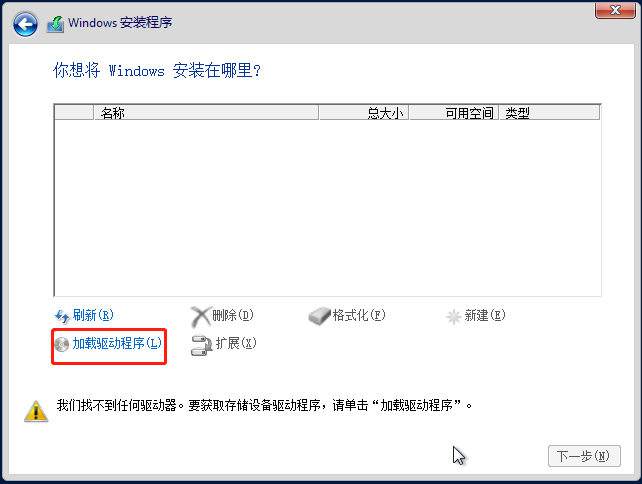 Windows 安装程序
你想将 Windows 安装在哪里?
名称 总大小 可用空间 类型
刷新(R) 删除(D) 格式化(F) 新建(E)
加载驱动程序(L) 扩展(X)
我们找不到任何驱动器。要获取存储设备驱动程序，请单击“加载驱动程序”。
下一步(N)